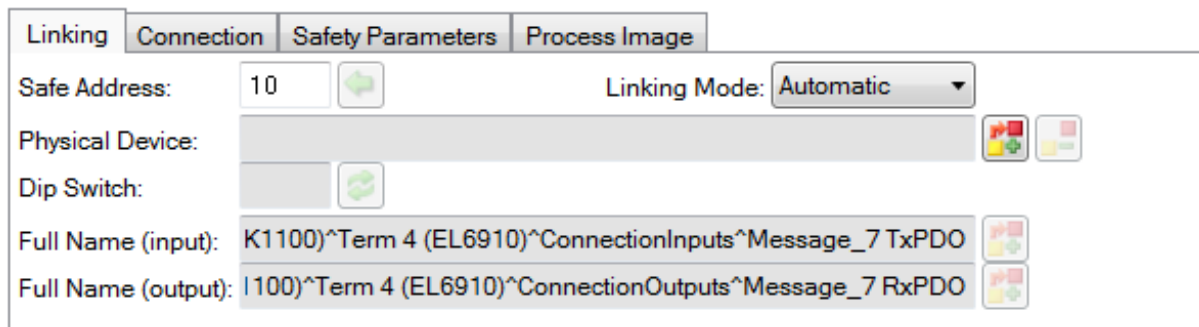 Linking Connection Safety Parameters Process Image
Safe Address: 10 Linking Mode: Automatic
Physical Device:
Dip Switch:
Full Name (input): K1100)^Term 4 (EL6910)^ConnectionInputs^Message_7 TxPDO
Full Name (output): 1100)^Term 4 (EL6910)^ConnectionOutputs^Message_7 RxPDO